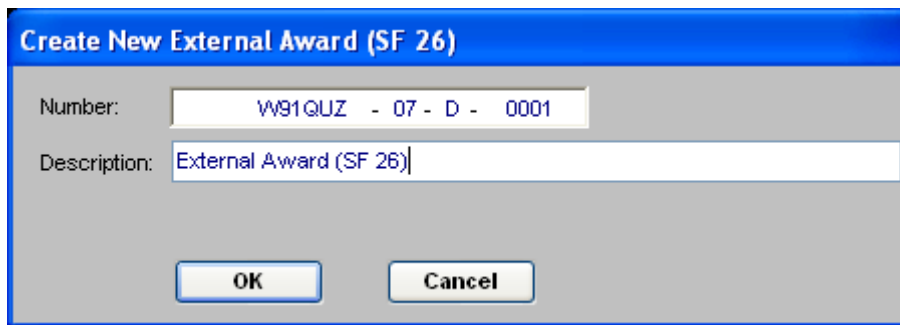 Create New External Award (SF 26)
Number: W91QUZ - 07 - D - 0001
Description: External Award (SF 26)
OK Cancel